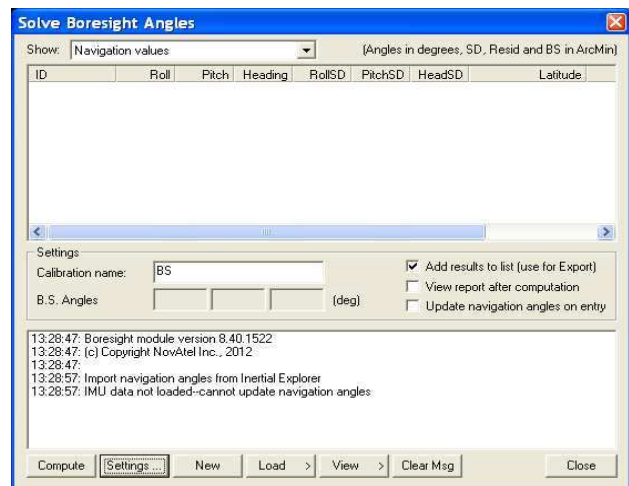 Solve Boresight Angles
Show: Navigation values (Angles in degrees, SD, Resid and BS in ArcMin)
ID Roll Pitch Heading RollSD PitchSD HeadSD Latitude
Settings
Calibration name: BS
B.S. Angles (deg)
Add results to list (use for Export)
View report after computation
Update navigation angles on entry
13:28:47: Boresight module version 8.40.1522
13:28:47: (c) Copyright NovAtel Inc., 2012
13:28:47:
13:28:57: Import navigation angles from Inertial Explorer
13:28:57: IMU data not loaded--cannot update navigation angles
Compute Settings ... New Load > View > Clear Msg Close